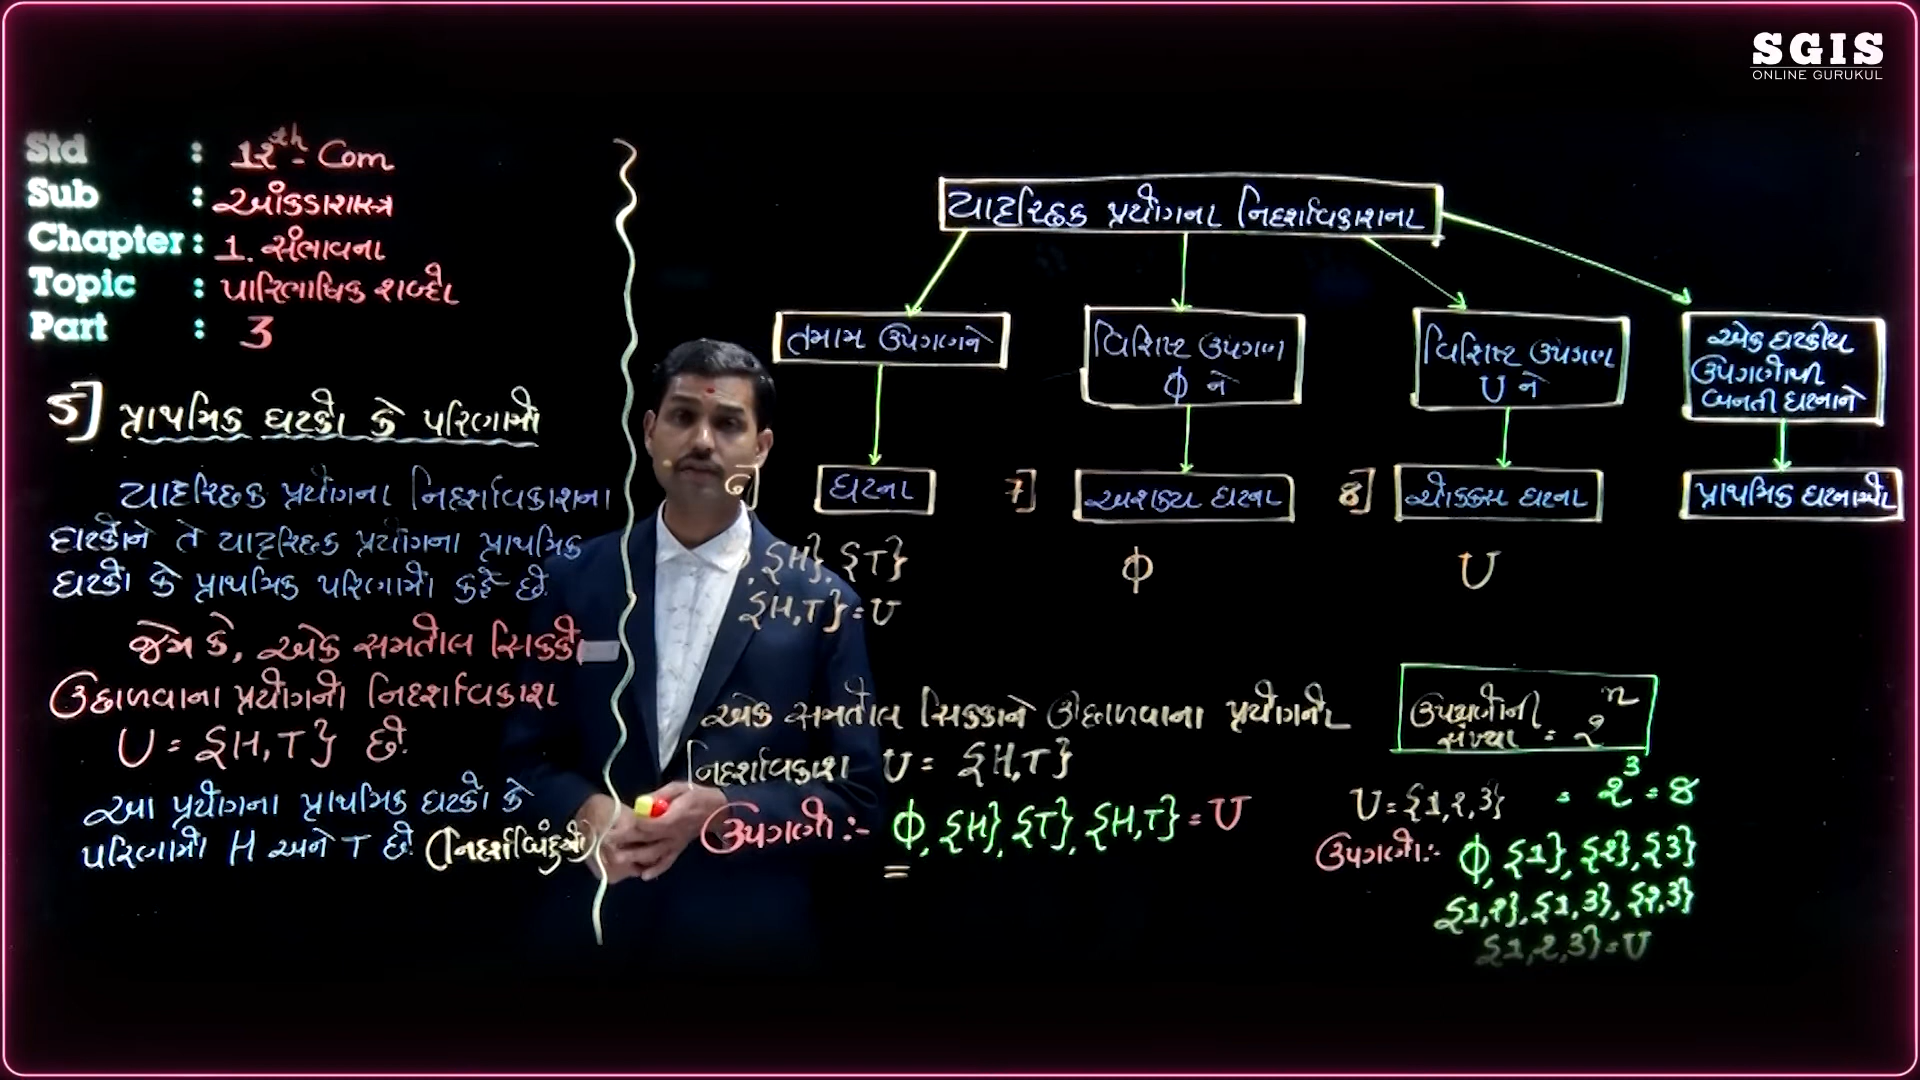 SGIS
ONLINE GURUKUL
Std : 12th - Com
Sub : આંકડાશાસ્ત્ર
Chapter : 1. સંભાવના
Topic : પારિભાષિક શબ્દો
Part : 3
5] પ્રાથમિક ઘટકો કે પરિણામો
યાદચ્છિક પ્રયોગના નિદર્શાવકાશના
ઘટકોને તે યાદચ્છિક પ્રયોગના પ્રાથમિક
ઘટકો કે પ્રાથમિક પરિણામો કહે છે.
જેમ કે, એક સમતોલ સિક્કો
ઉછાળવાના પ્રયોગનો નિદર્શાવકાશ
U = {H,T} છે.
આ પ્રયોગના પ્રાથમિક ઘટકો કે
પરિણામો H અને T છે. (નિદર્શબિંદુઓ)
યાદચ્છિક પ્રયોગના નિદર્શાવકાશના
તમામ ઉપગણને
વિશિષ્ટ ઉપગણ
ϕ ને
વિશિષ્ટ ઉપગણ
U ને
એક ઘટકીય
ઉપગણોથી
બનતી ઘટનાને
ઘટના
7] અશક્ય ઘટના
8] ચોક્કસ ઘટના
પ્રાથમિક ઘટનાઓ
, {H}, {T}
{H,T} = U
ϕ
U
એક સમતોલ સિક્કાને ઊછાળવાના પ્રયોગનો
નિદર્શાવકાશ U = {H,T}
ઉપગણો :- ϕ, {H}, {T}, {H,T} = U
=
ઉપગણોની
સંખ્યા = 2ⁿ
= 2³ = 8
U = {1,2,3}
ઉપગણો :- ϕ, {1}, {2}, {3}
{1,2}, {1,3}, {2,3}
{1,2,3} = U